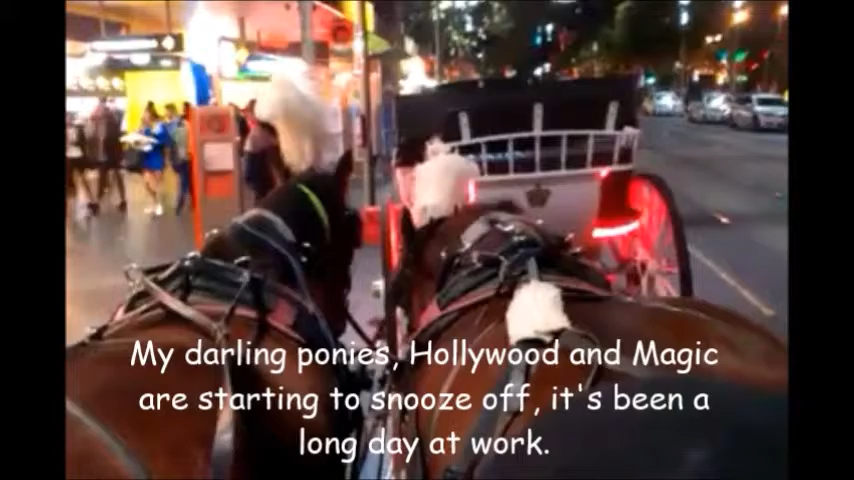 My darling ponies, Hollywood and Magic
are starting to snooze off, it's been a
long day at work.